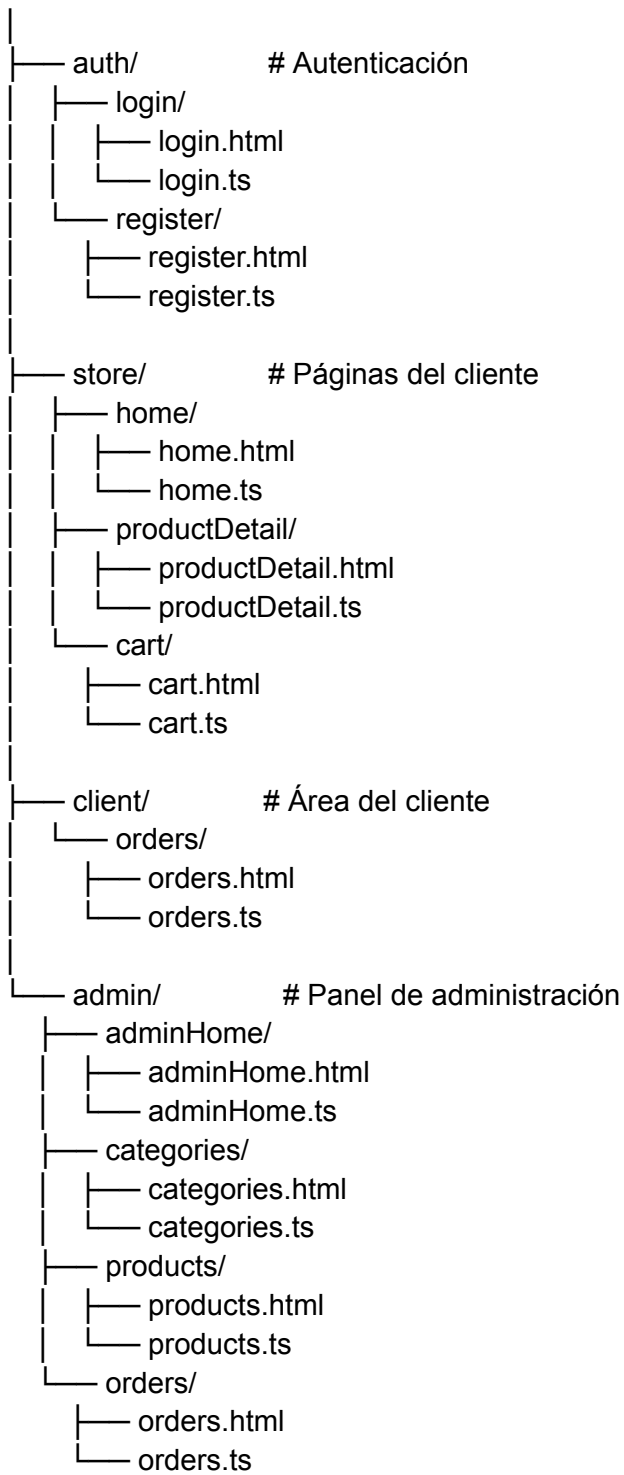 │
├── auth/ # Autenticación
│ ├── login/
│ │ ├── login.html
│ │ └── login.ts
│ └── register/
│ ├── register.html
│ └── register.ts
│
├── store/ # Páginas del cliente
│ ├── home/
│ │ ├── home.html
│ │ └── home.ts
│ ├── productDetail/
│ │ ├── productDetail.html
│ │ └── productDetail.ts
│ └── cart/
│ ├── cart.html
│ └── cart.ts
│
├── client/ # Área del cliente
│ └── orders/
│ ├── orders.html
│ └── orders.ts
│
└── admin/ # Panel de administración
├── adminHome/
│ ├── adminHome.html
│ └── adminHome.ts
├── categories/
│ ├── categories.html
│ └── categories.ts
├── products/
│ ├── products.html
│ └── products.ts
└── orders/
├── orders.html
└── orders.ts